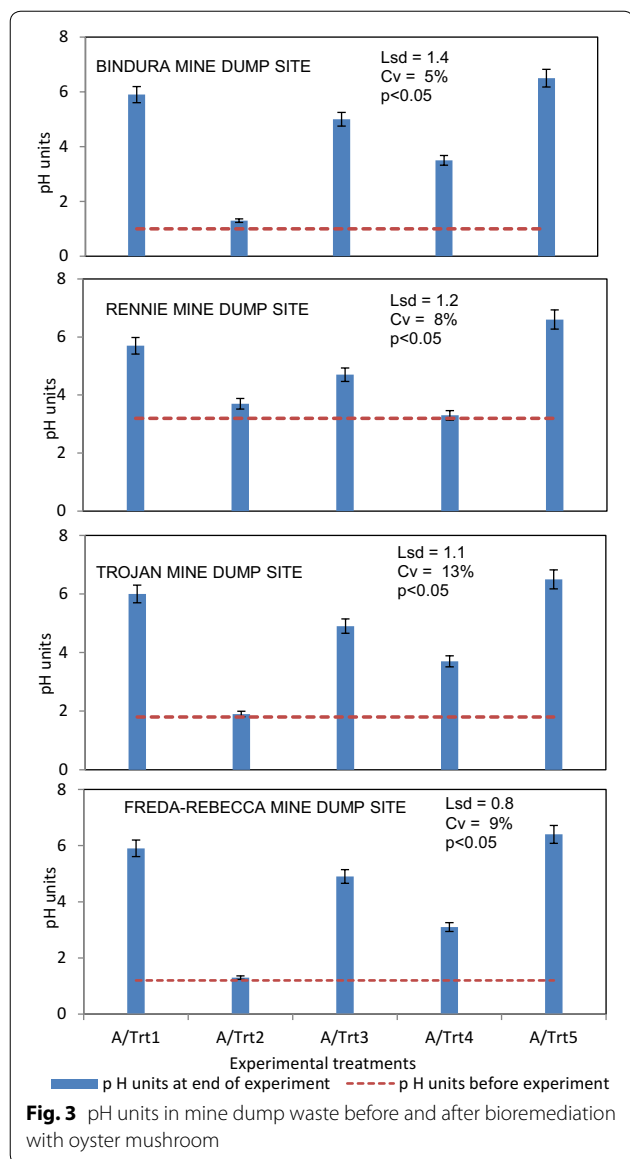 8
6
4
2
0
pH units
BINDURA MINE DUMP SITE
Lsd = 1.4
Cv = 5%
p<0.05
8
6
4
2
0
pH units
RENNIE MINE DUMP SITE
Lsd = 1.2
Cv = 8%
p<0.05
8
6
4
2
0
pH units
TROJAN MINE DUMP SITE
Lsd = 1.1
Cv = 13%
p<0.05
8
6
4
2
0
pH units
FREDA-REBECCA MINE DUMP SITE
Lsd = 0.8
Cv = 9%
p<0.05
A/Trt1 A/Trt2 A/Trt3 A/Trt4 A/Trt5
Experimental treatments
p H units at end of experiment p H units before experiment
Fig. 3 pH units in mine dump waste before and after bioremediation
with oyster mushroom